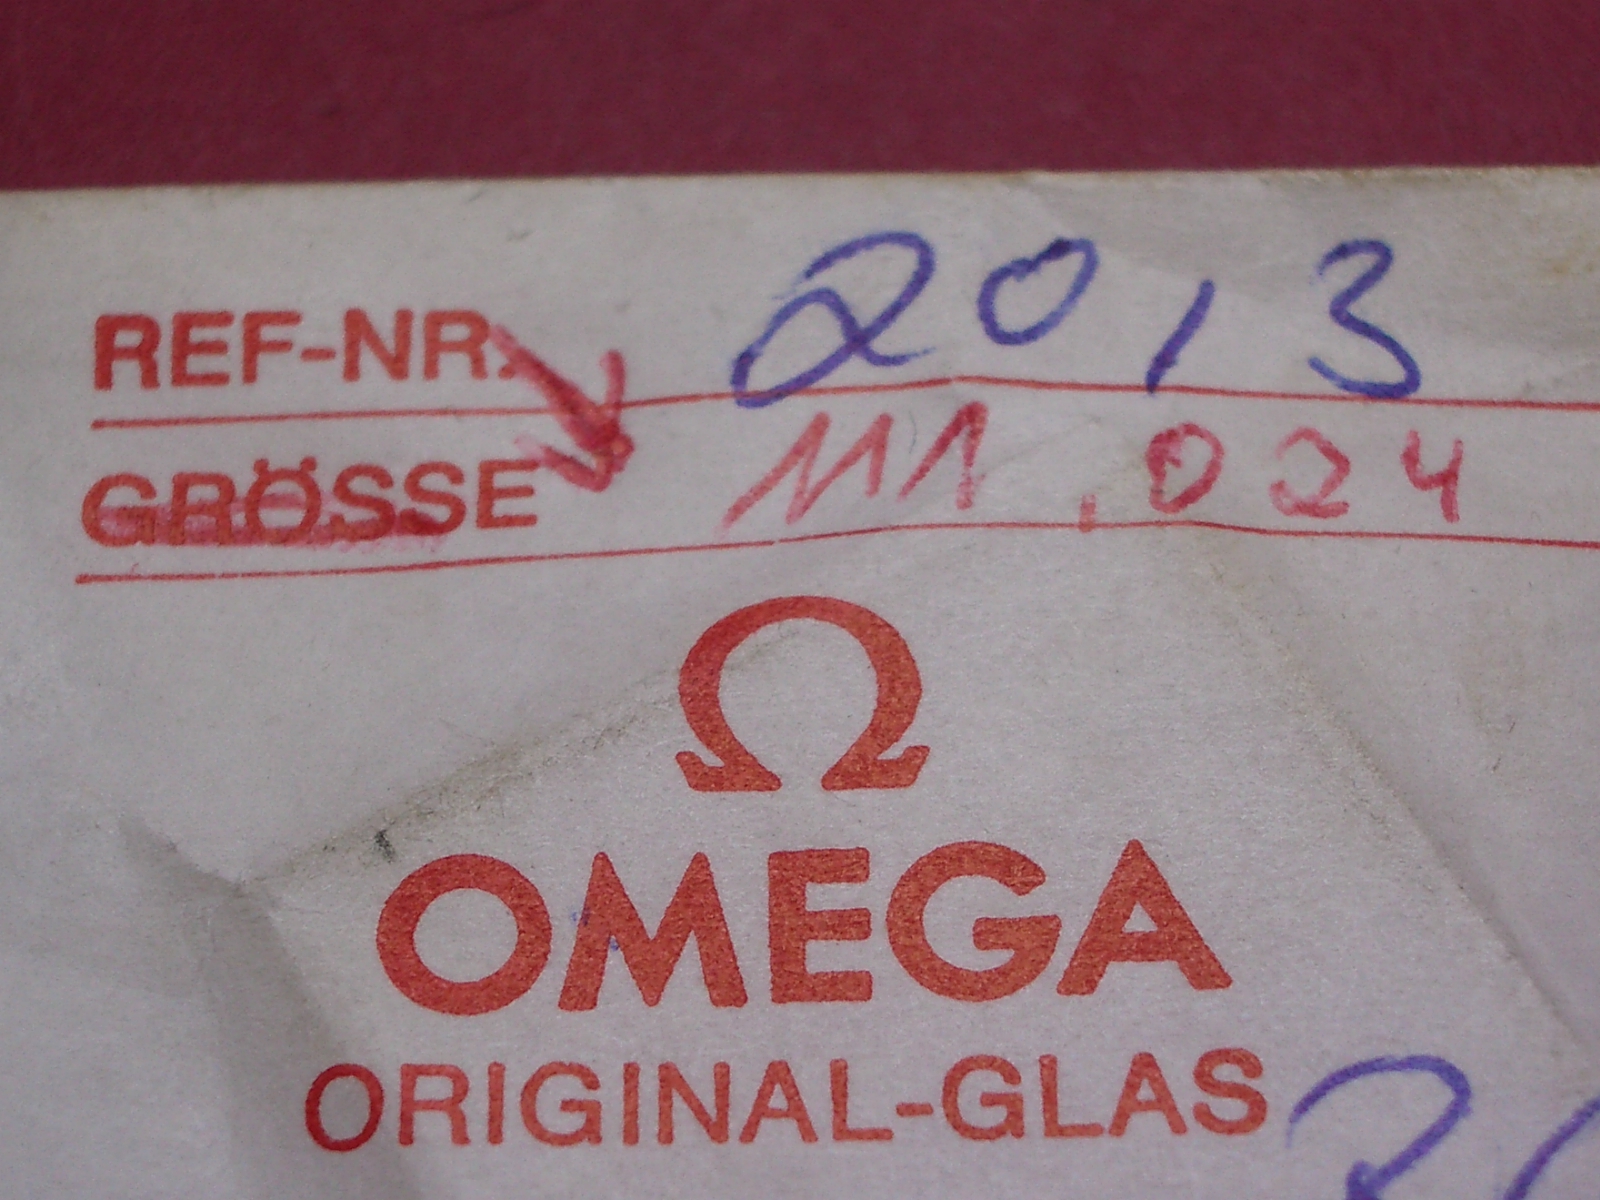 REF-NR. 2013
GRÖSSE 111.024
Ω
OMEGA
ORIGINAL-GLAS